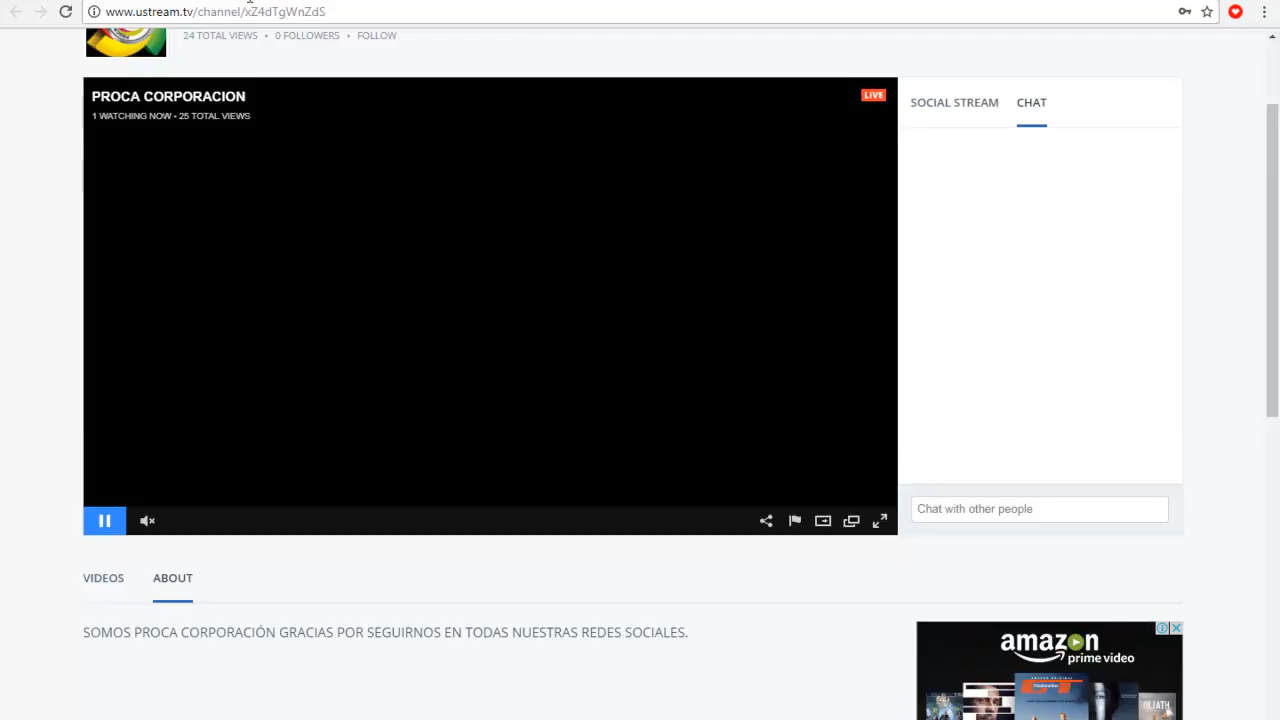 www.ustream.tv/channel/xZ4dTgWnZdS
24 TOTAL VIEWS • 0 FOLLOWERS • FOLLOW
PROCA CORPORACION
LIVE
1 WATCHING NOW • 25 TOTAL VIEWS
SOCIAL STREAM CHAT
Chat with other people
VIDEOS ABOUT
SOMOS PROCA CORPORACIÓN GRACIAS POR SEGUIRNOS EN TODAS NUESTRAS REDES SOCIALES.
amazon
prime video
GOLIATH